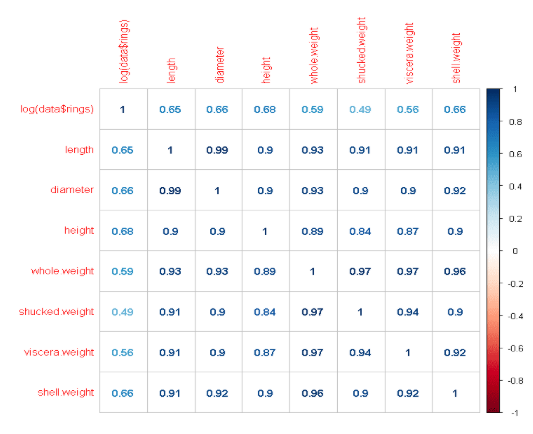 log(data$rings) length diameter height whole.weight shucked.weight viscera.weight shell.weight
log(data$rings) 1 0.65 0.66 0.68 0.59 0.49 0.56 0.66
length 0.65 1 0.99 0.9 0.93 0.91 0.91 0.91
diameter 0.66 0.99 1 0.9 0.93 0.9 0.9 0.92
height 0.68 0.9 0.9 1 0.89 0.84 0.87 0.9
whole.weight 0.59 0.93 0.93 0.89 1 0.97 0.97 0.96
shucked.weight 0.49 0.91 0.9 0.84 0.97 1 0.94 0.9
viscera.weight 0.56 0.91 0.9 0.87 0.97 0.94 1 0.92
shell.weight 0.66 0.91 0.92 0.9 0.96 0.9 0.92 1
1
0.8
0.6
0.4
0.2
0
-0.2
-0.4
-0.6
-0.8
-1